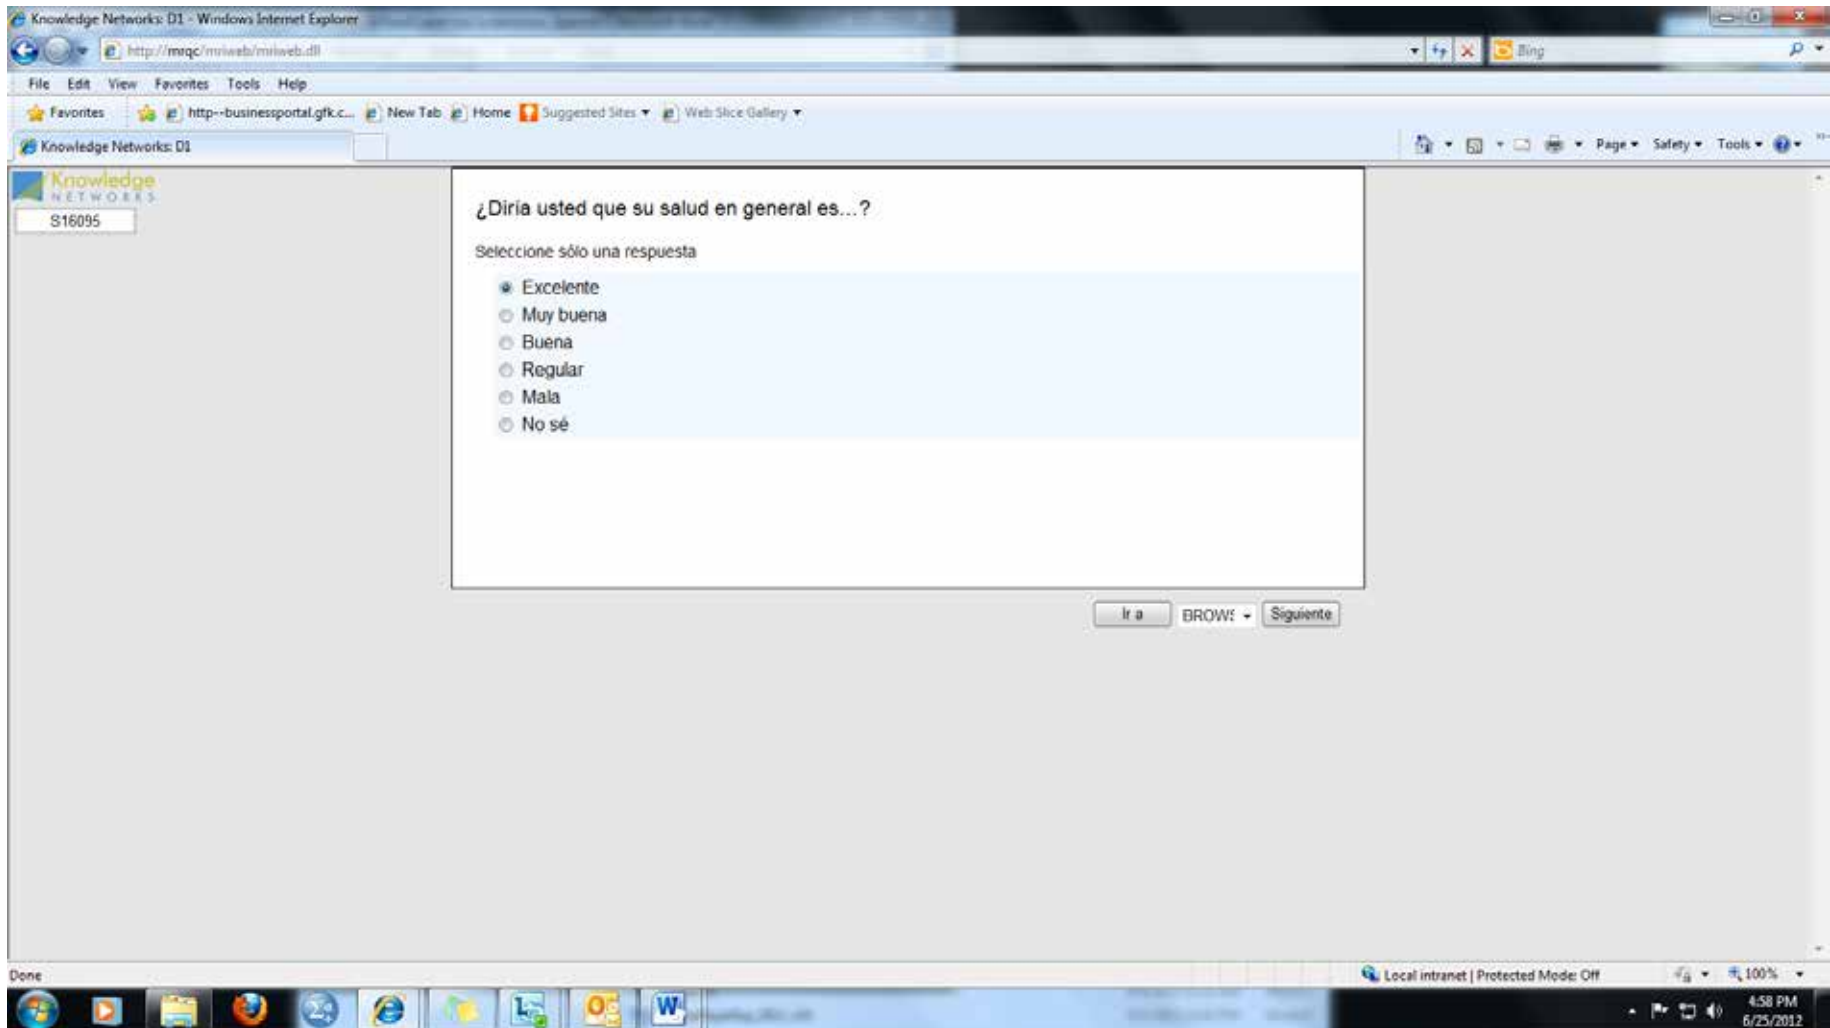 Knowledge Networks: D1 - Windows Internet Explorer
http://mrqc/mriweb/mriweb.dll
Bing
File Edit View Favorites Tools Help
Favorites http--businessportal.gfk.c... New Tab Home Suggested Sites Web Slice Gallery
Knowledge Networks: D1
Page Safety Tools
Knowledge
NETWORKS
S16095
¿Diría usted que su salud en general es...?
Seleccione sólo una respuesta
Excelente
Muy buena
Buena
Regular
Mala
No sé
Ir a BROWS Siguiente
Done
Local intranet | Protected Mode: Off
100%
4:58 PM
6/25/2012